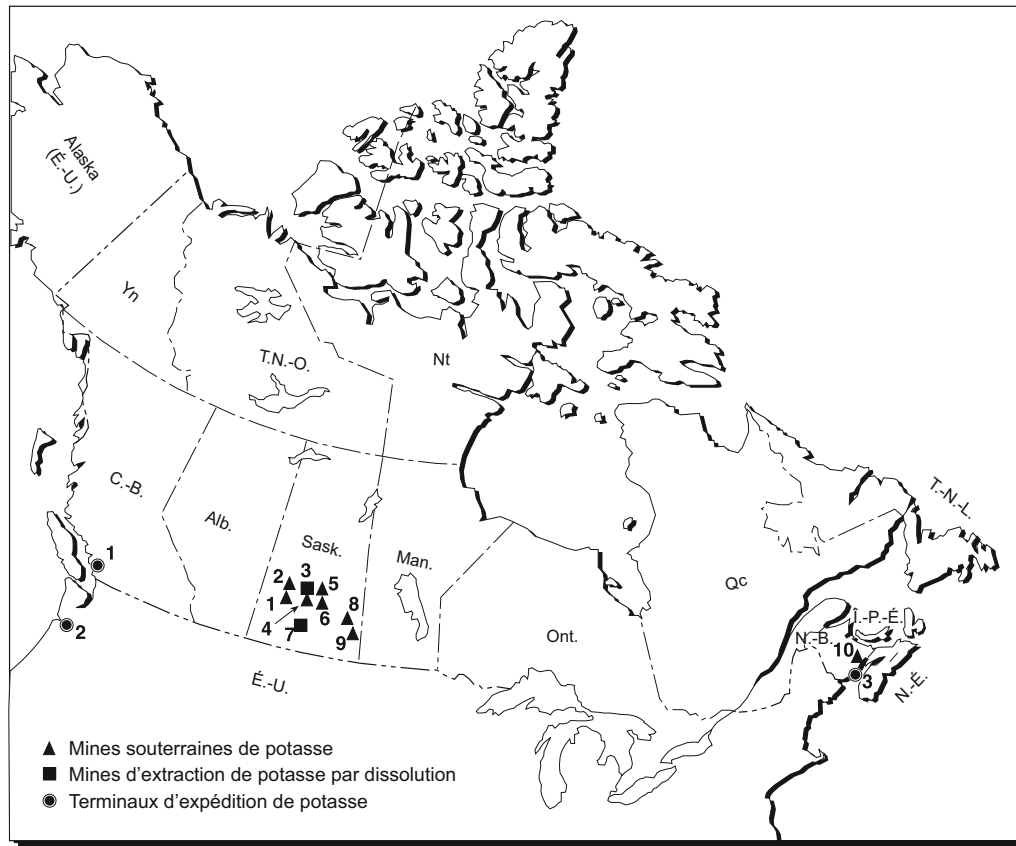 Alaska
(É.-U.)
Yn
T.N.-O.
Nt
C.-B.
Alb.
Sask.
Man.
Ont.
Qc
T.-N.-L.
Î.-P.-É.
N.-B.
N.-É.
É.-U.
1
2
2
3
5
1
4
6
7
8
9
10
3
Mines souterraines de potasse
Mines d'extraction de potasse par dissolution
Terminaux d'expédition de potasse